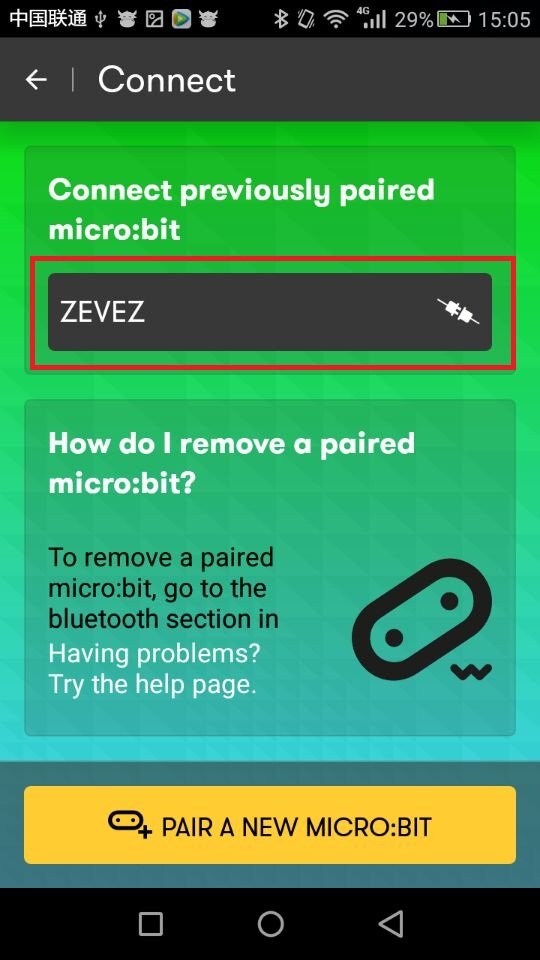 中国联通 4G 29% 15:05
Connect
Connect previously paired
micro:bit
ZEVEZ
How do I remove a paired
micro:bit?
To remove a paired
micro:bit, go to the
bluetooth section in
Having problems?
Try the help page.
PAIR A NEW MICRO:BIT